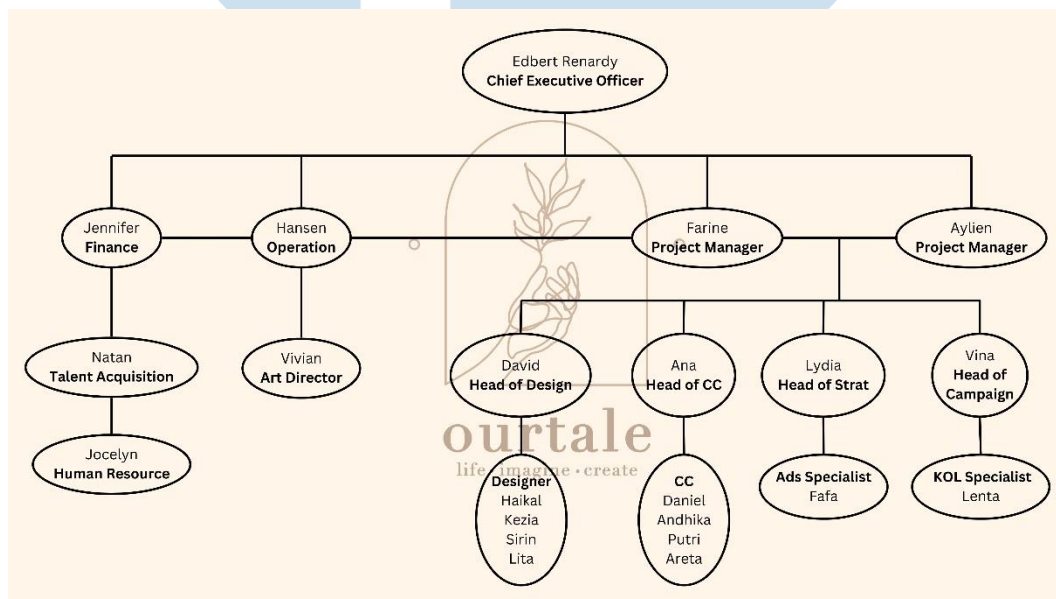 Edbert Renardy
Chief Executive Officer
Jennifer
Finance
Hansen
Operation
Farine
Project Manager
Aylien
Project Manager
Natan
Talent Acquisition
Vivian
Art Director
David
Head of Design
Ana
Head of CC
Lydia
Head of Strat
Vina
Head of
Campaign
Jocelyn
Human Resource
ourtale
life • imagine • create
Designer
Haikal
Kezia
Sirin
Lita
CC
Daniel
Andhika
Putri
Areta
Ads Specialist
Fafa
KOL Specialist
Lenta